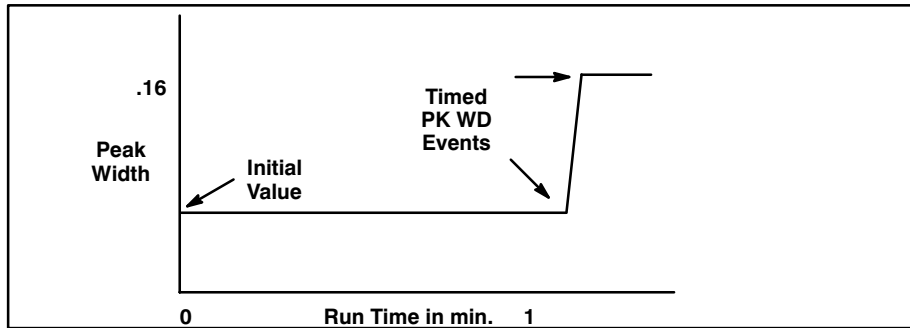 .16
Peak
Width
Initial
Value
Timed
PK WD
Events
0 Run Time in min. 1